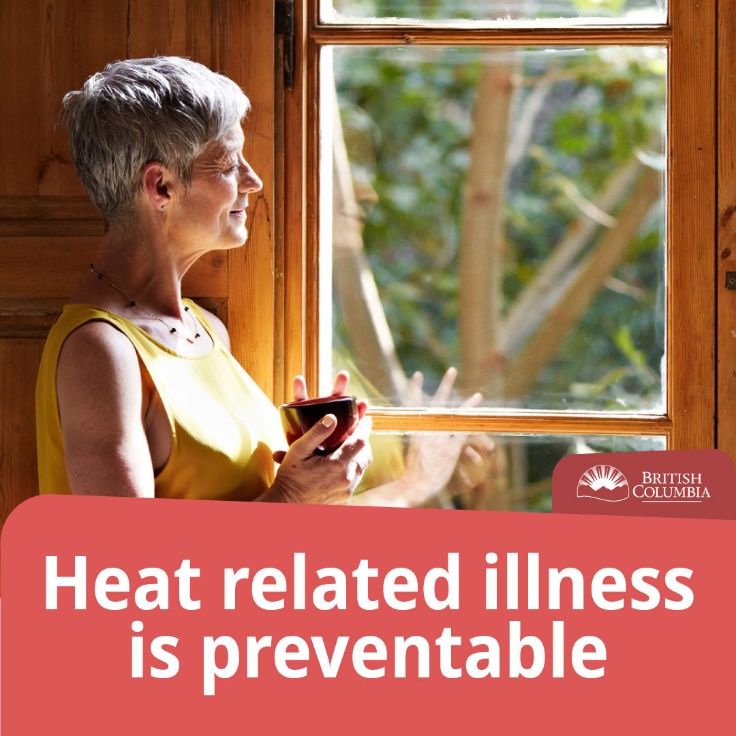 British
Columbia
Heat related illness
is preventable